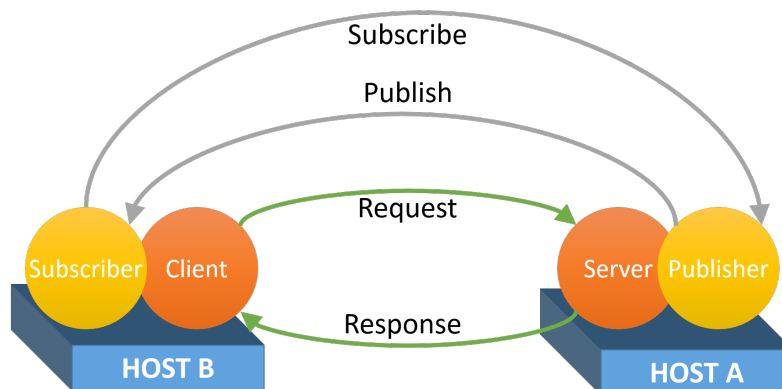 Subscribe
Publish
Request
Subscriber
Client
Server
Publisher
Response
HOST B
HOST A